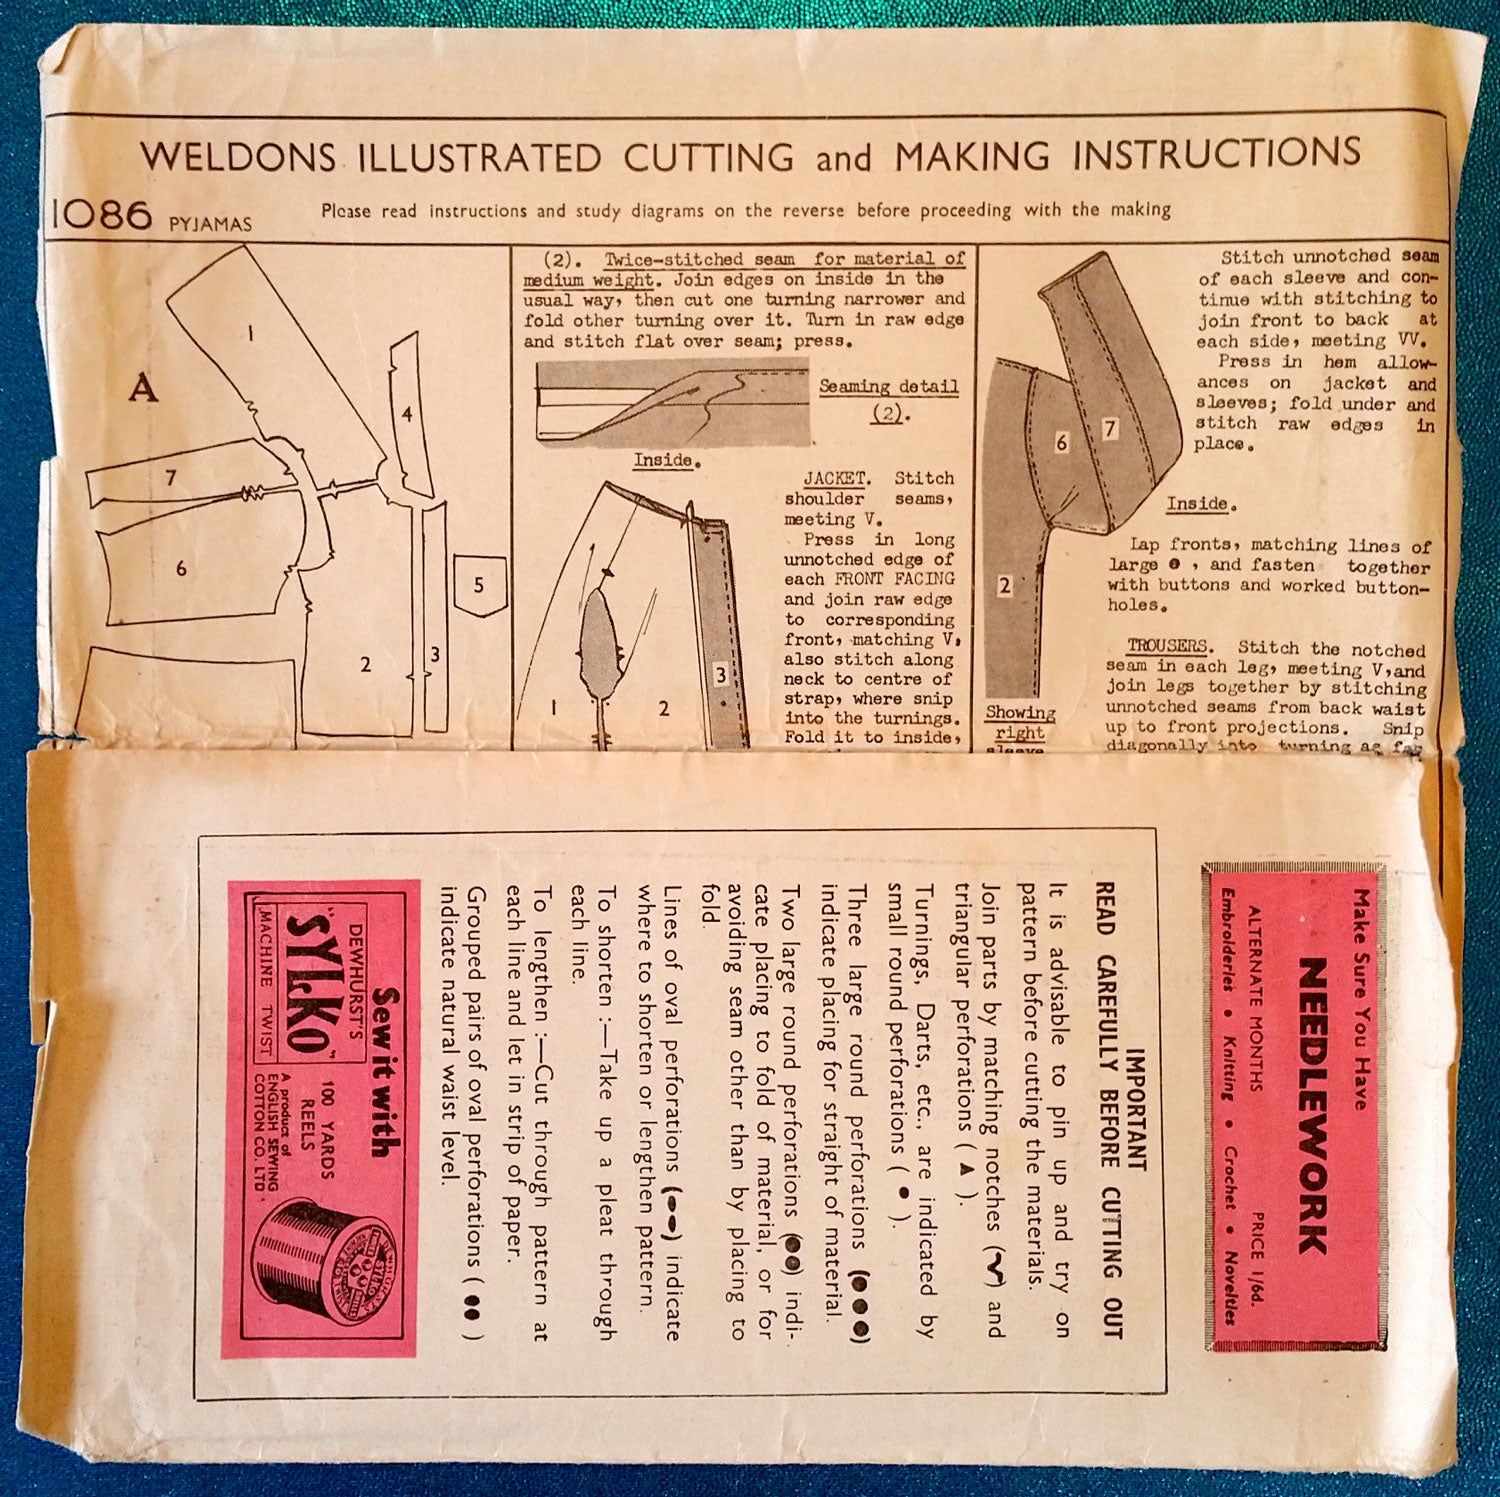 WELDONS ILLUSTRATED CUTTING and MAKING INSTRUCTIONS
1086 PYJAMAS
Please read instructions and study diagrams on the reverse before proceeding with the making
A
1
4
7
6
5
2
3
(2). Twice-stitched seam for material of
medium weight. Join edges on inside in the
usual way, then cut one turning narrower and
fold other turning over it. Turn in raw edge
and stitch flat over seam; press.
Seaming detail
(2).
Inside.
JACKET. Stitch
shoulder seams,
meeting V.
Press in long
unnotched edge of
each FRONT FACING
and join raw edge
to corresponding
front, matching V,
also stitch along
neck to centre of
strap, where snip
into the turnings.
Fold it to inside,
1
2
3
Stitch unnotched seam
of each sleeve and con-
tinue with stitching to
join front to back at
each side, meeting VV.
Press in hem allow-
ances on jacket and
sleeves; fold under and
stitch raw edges in
place.
6
7
2
Inside.
Showing
right
sleeve
Lap fronts, matching lines of
large ●, and fasten together
with buttons and worked button-
holes.
TROUSERS. Stitch the notched
seam in each leg, meeting V, and
join legs together by stitching
unnotched seams from back waist
up to front projections. Snip
diagonally into turning as far
Make Sure You Have
NEEDLEWORK
ALTERNATE MONTHS PRICE 1/6d.
Embroideries • Knitting • Crochet • Novelties
IMPORTANT
READ CAREFULLY BEFORE CUTTING OUT
It is advisable to pin up and try on
pattern before cutting the materials.
Join parts by matching notches (V) and
triangular perforations (▲).
Turnings, Darts, etc., are indicated by
small round perforations (●).
Three large round perforations (●●●)
indicate placing for straight of material.
Two large round perforations (●●) indi-
cate placing to fold of material, or for
avoiding seam other than by placing to
fold.
Lines of oval perforations (●●) indicate
where to shorten or lengthen pattern.
To shorten :—Take up a pleat through
each line.
To lengthen :—Cut through pattern at
each line and let in strip of paper.
Grouped pairs of oval perforations (●●)
indicate natural waist level.
Sew it with
DEWHURST'S
"SYLKO"
MACHINE TWIST
100 YARDS
REELS
A product of
ENGLISH SEWING
COTTON CO. LTD